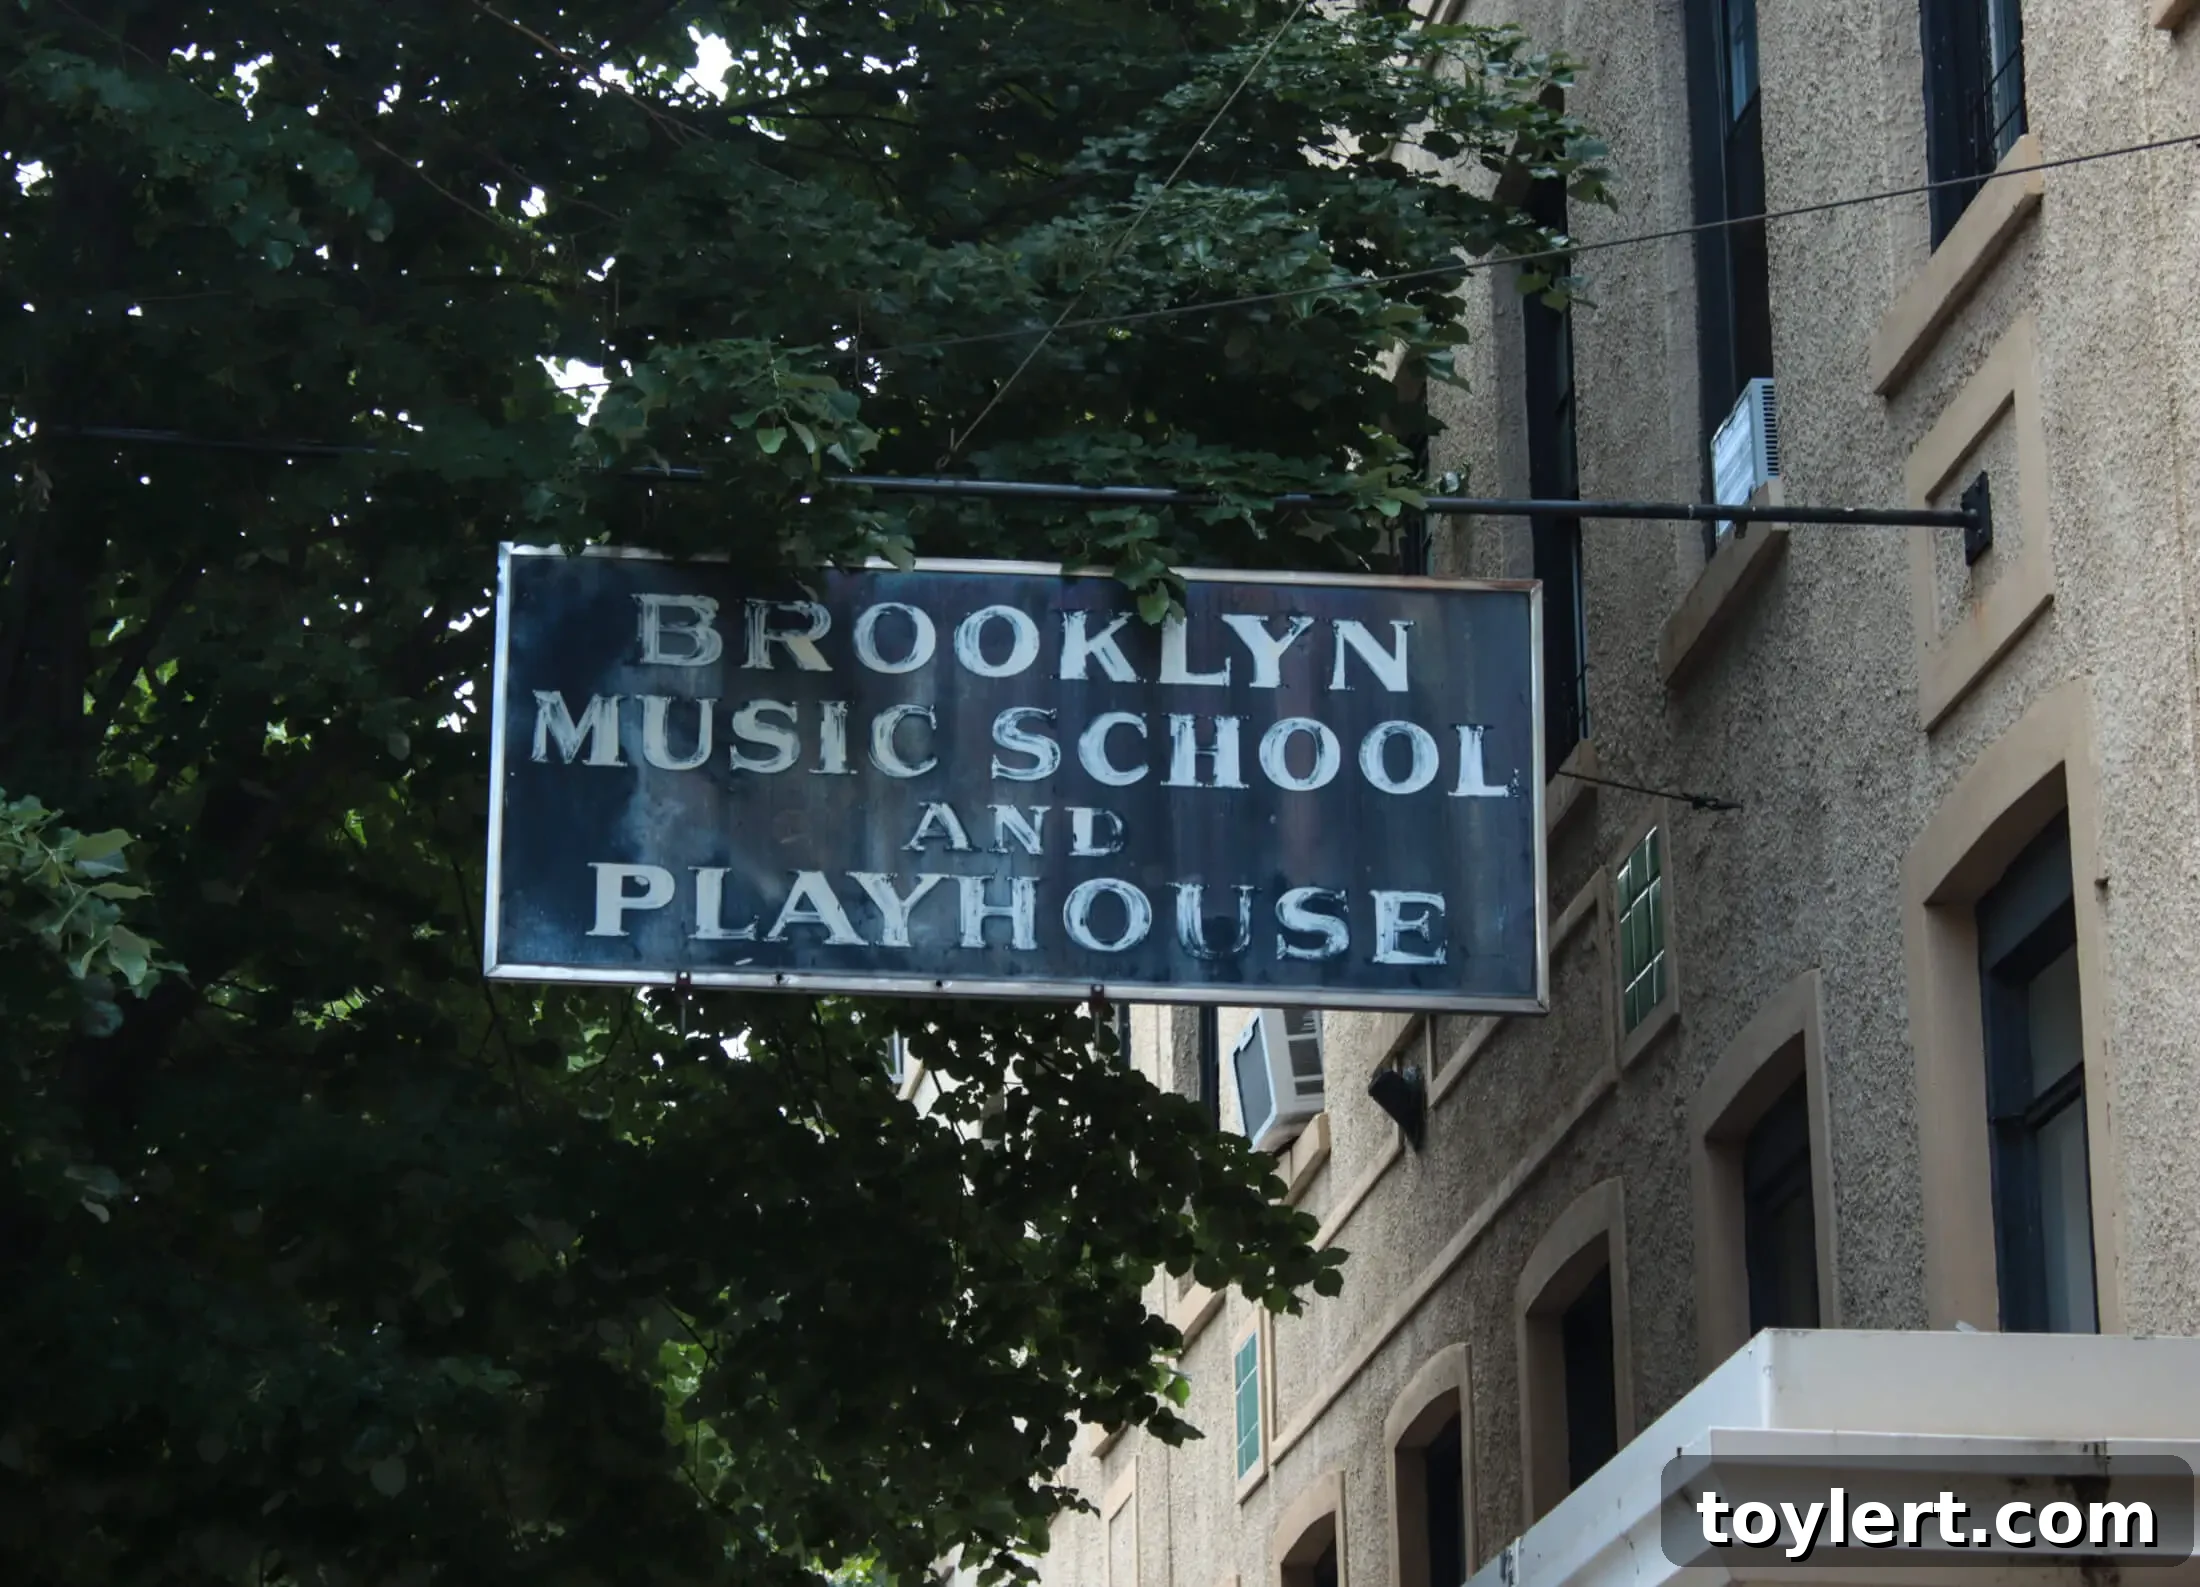 BROOKLYN
MUSIC SCHOOL
AND
PLAYHOUSE
toylert.com